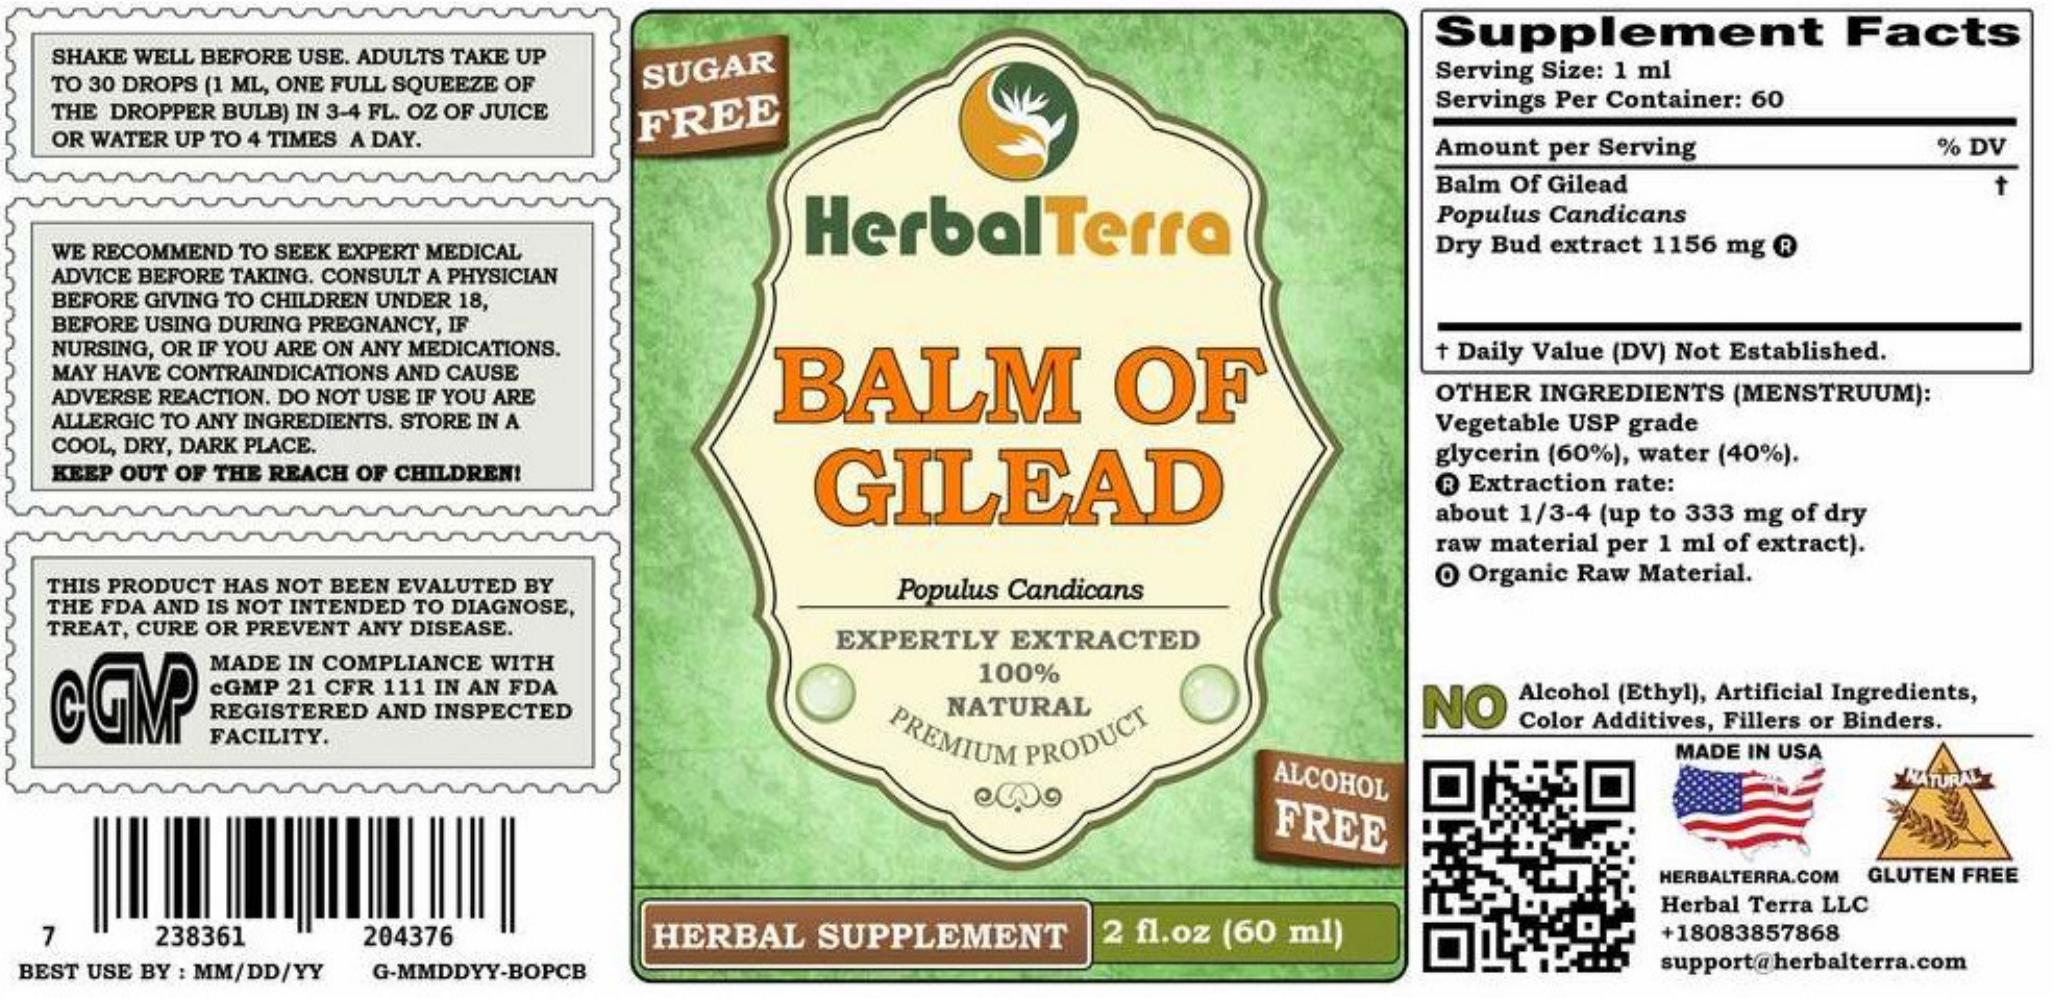 SHAKE WELL BEFORE USE. ADULTS TAKE UP
TO 30 DROPS (1 ML, ONE FULL SQUEEZE OF
THE DROPPER BULB) IN 3-4 FL. OZ OF JUICE
OR WATER UP TO 4 TIMES A DAY.
WE RECOMMEND TO SEEK EXPERT MEDICAL
ADVICE BEFORE TAKING. CONSULT A PHYSICIAN
BEFORE GIVING TO CHILDREN UNDER 18,
BEFORE USING DURING PREGNANCY, IF
NURSING, OR IF YOU ARE ON ANY MEDICATIONS.
MAY HAVE CONTRAINDICATIONS AND CAUSE
ADVERSE REACTION. DO NOT USE IF YOU ARE
ALLERGIC TO ANY INGREDIENTS. STORE IN A
COOL, DRY, DARK PLACE.
KEEP OUT OF THE REACH OF CHILDREN!
THIS PRODUCT HAS NOT BEEN EVALUTED BY
THE FDA AND IS NOT INTENDED TO DIAGNOSE,
TREAT, CURE OR PREVENT ANY DISEASE.
cGMP
MADE IN COMPLIANCE WITH
cGMP 21 CFR 111 IN AN FDA
REGISTERED AND INSPECTED
FACILITY.
7 238361 204376
BEST USE BY : MM/DD/YY G-MMDDYY-BOPCB
SUGAR
FREE
HerbalTerra
BALM OF
GILEAD
Populus Candicans
EXPERTLY EXTRACTED
100%
NATURAL
PREMIUM PRODUCT
ALCOHOL
FREE
HERBAL SUPPLEMENT
2 fl.oz (60 ml)
Supplement Facts
Serving Size: 1 ml
Servings Per Container: 60
Amount per Serving % DV
Balm Of Gilead †
Populus Candicans
Dry Bud extract 1156 mg Ⓡ
† Daily Value (DV) Not Established.
OTHER INGREDIENTS (MENSTRUUM):
Vegetable USP grade
glycerin (60%), water (40%).
Ⓡ Extraction rate:
about 1/3-4 (up to 333 mg of dry
raw material per 1 ml of extract).
Ⓞ Organic Raw Material.
NO Alcohol (Ethyl), Artificial Ingredients,
Color Additives, Fillers or Binders.
MADE IN USA
NATURAL
HERBALTERRA.COM
GLUTEN FREE
Herbal Terra LLC
+18083857868
support@herbalterra.com